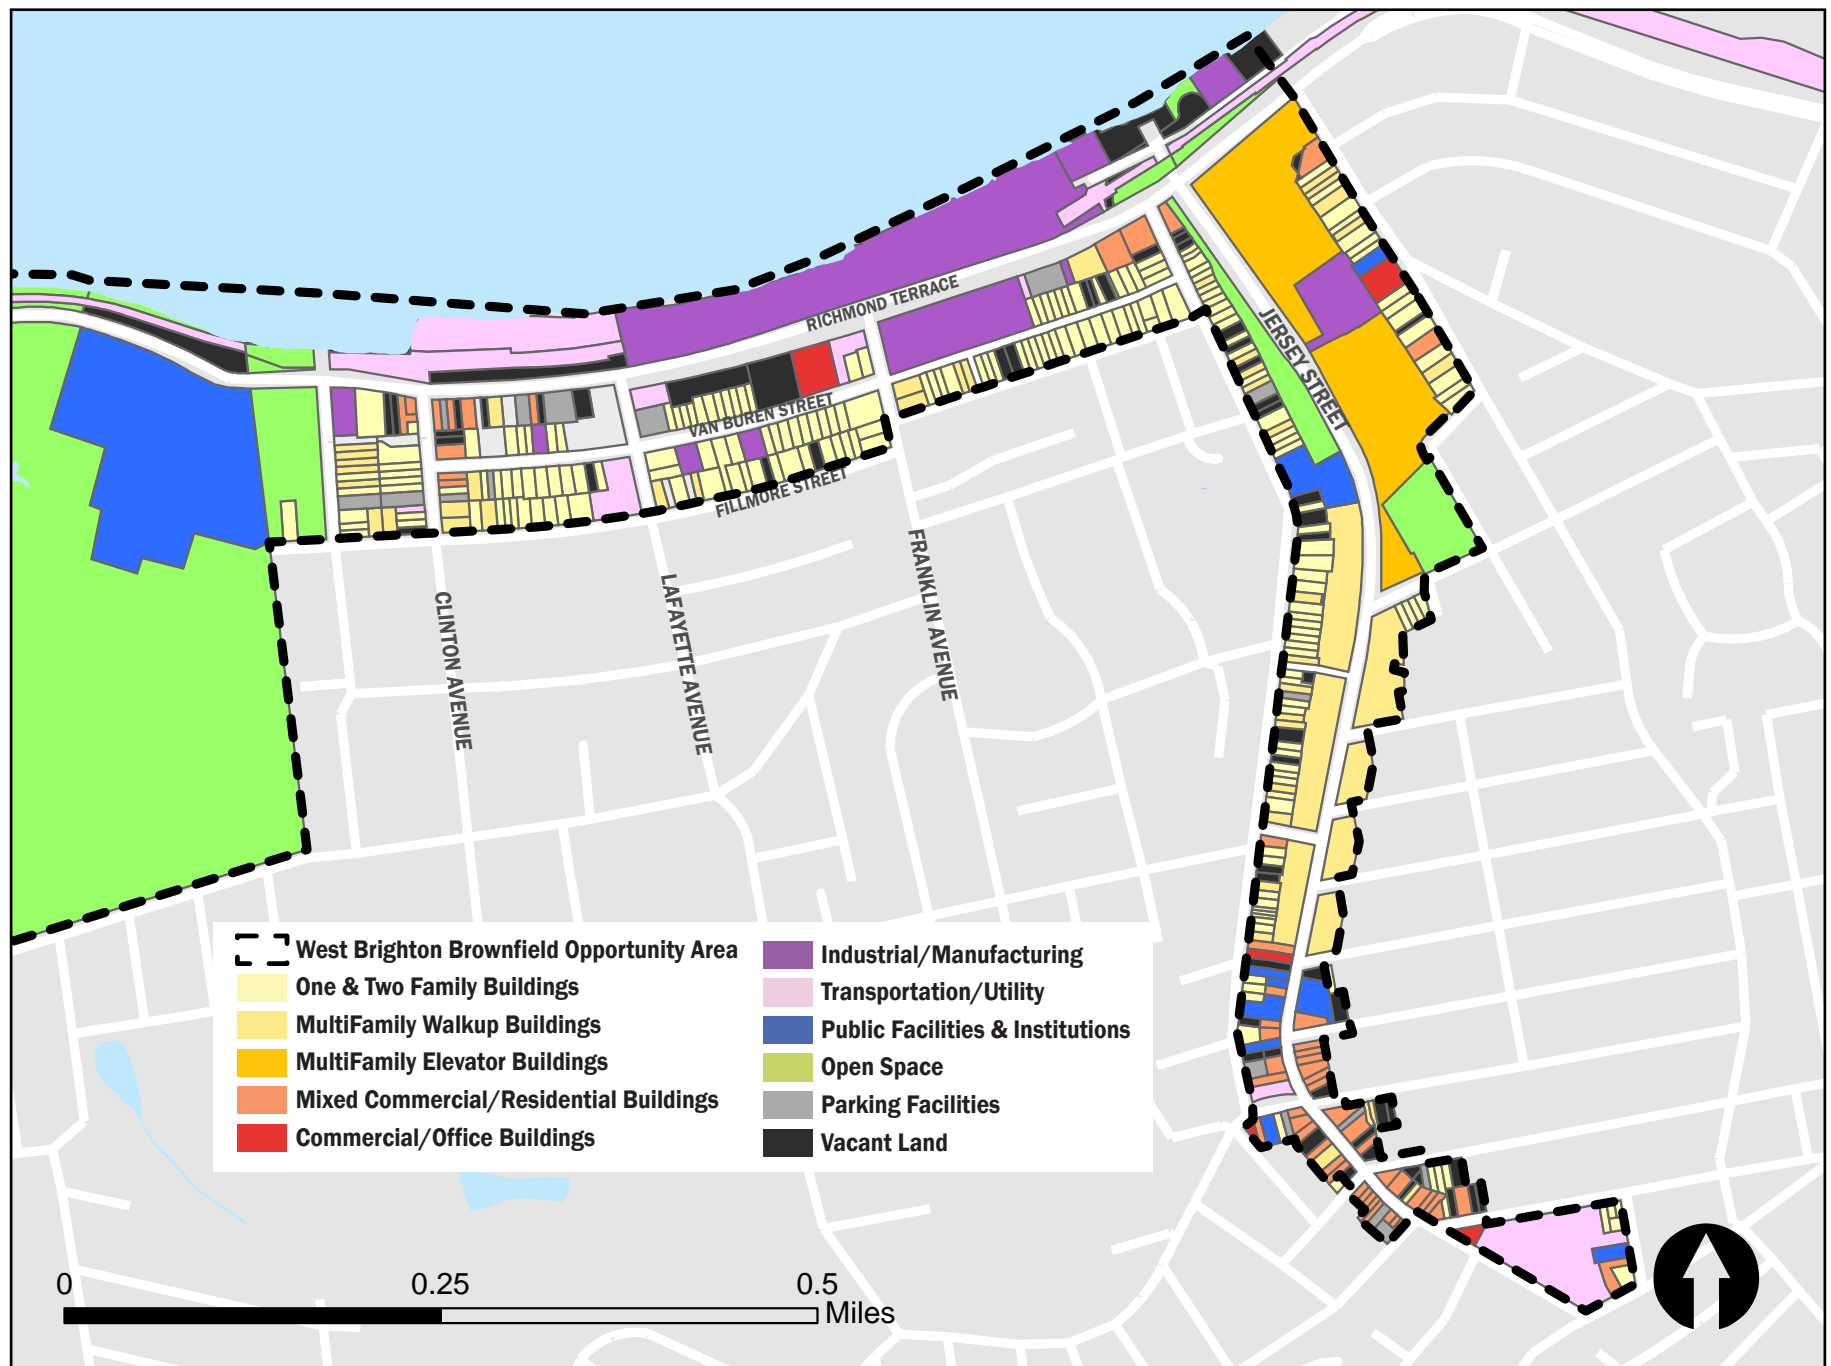 RICHMOND TERRACE
JERSEY STREET
VAN BUREN STREET
FILLMORE STREET
FRANKLIN AVENUE
LAFAYETTE AVENUE
CLINTON AVENUE
West Brighton Brownfield Opportunity Area
One & Two Family Buildings
MultiFamily Walkup Buildings
MultiFamily Elevator Buildings
Mixed Commercial/Residential Buildings
Commercial/Office Buildings
Industrial/Manufacturing
Transportation/Utility
Public Facilities & Institutions
Open Space
Parking Facilities
Vacant Land
0 0.25 0.5
Miles